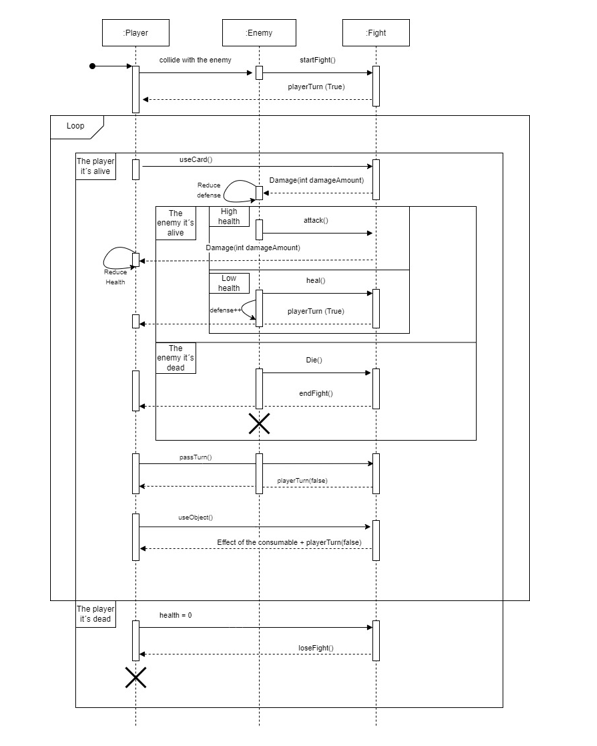 :Player
:Enemy
:Fight
collide with the enemy
startFight()
playerTurn (True)
Loop
The player
it´s alive
useCard()
Damage(int damageAmount)
Reduce
defense
The
enemy it´s
alive
High
health
attack()
Damage(int damageAmount)
Reduce
Health
Low
health
heal()
defense++
playerTurn (True)
The
enemy it´s
dead
Die()
endFight()
passTurn()
playerTurn(false)
useObject()
Effect of the consumable + playerTurn(false)
The player
it´s dead
health = 0
loseFight()